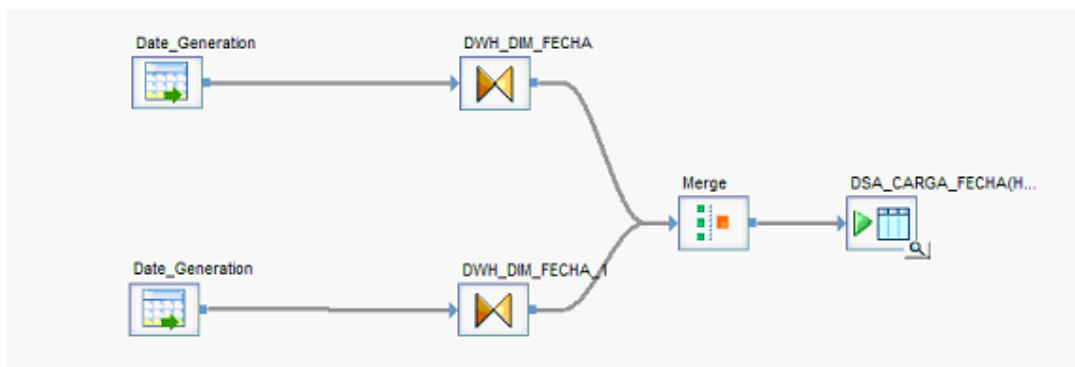 Date_Generation
DWH_DIM_FECHA
Merge
DSA_CARGA_FECHA(H...
Date_Generation
DWH_DIM_FECHA_1